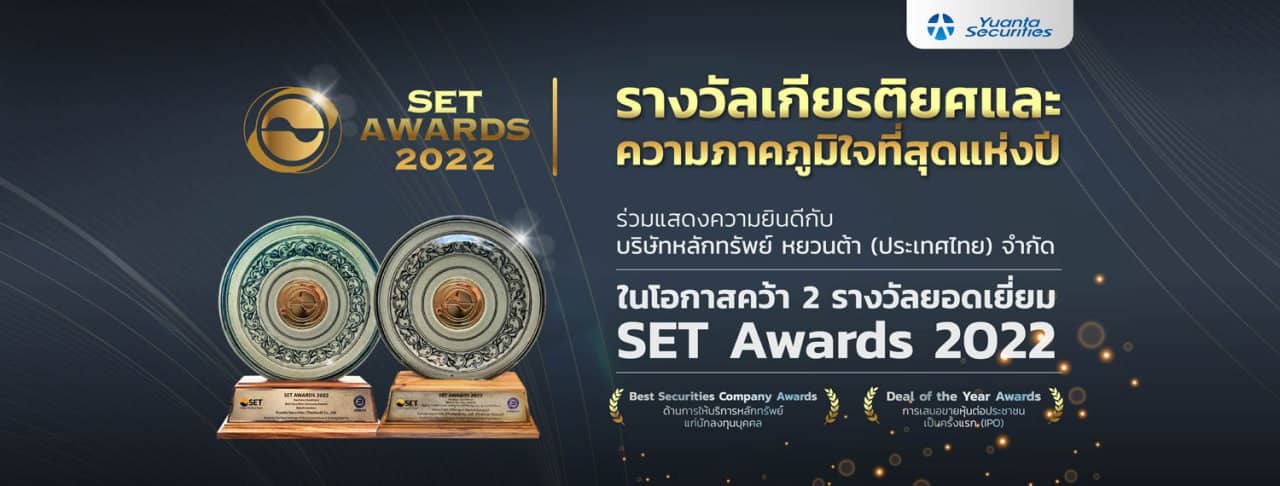 Yuanta
Securities
SET
AWARDS
2022
รางวัลเกียรติยศและ
ความภาคภูมิใจที่สุดแห่งปี
ร่วมแสดงความยินดีกับ
บริษัทหลักทรัพย์ หยวนต้า (ประเทศไทย) จำกัด
ในโอกาสคว้า 2 รางวัลยอดเยี่ยม
SET Awards 2022
Best Securities Company Awards
ด้านการให้บริการหลักทรัพย์
แก่นักลงทุนบุคคล
Deal of the Year Awards
การเสนอขายหุ้นต่อประชาชน
เป็นครั้งแรก (IPO)
SET
SET AWARDS 2022
SET
SET AWARDS 2022